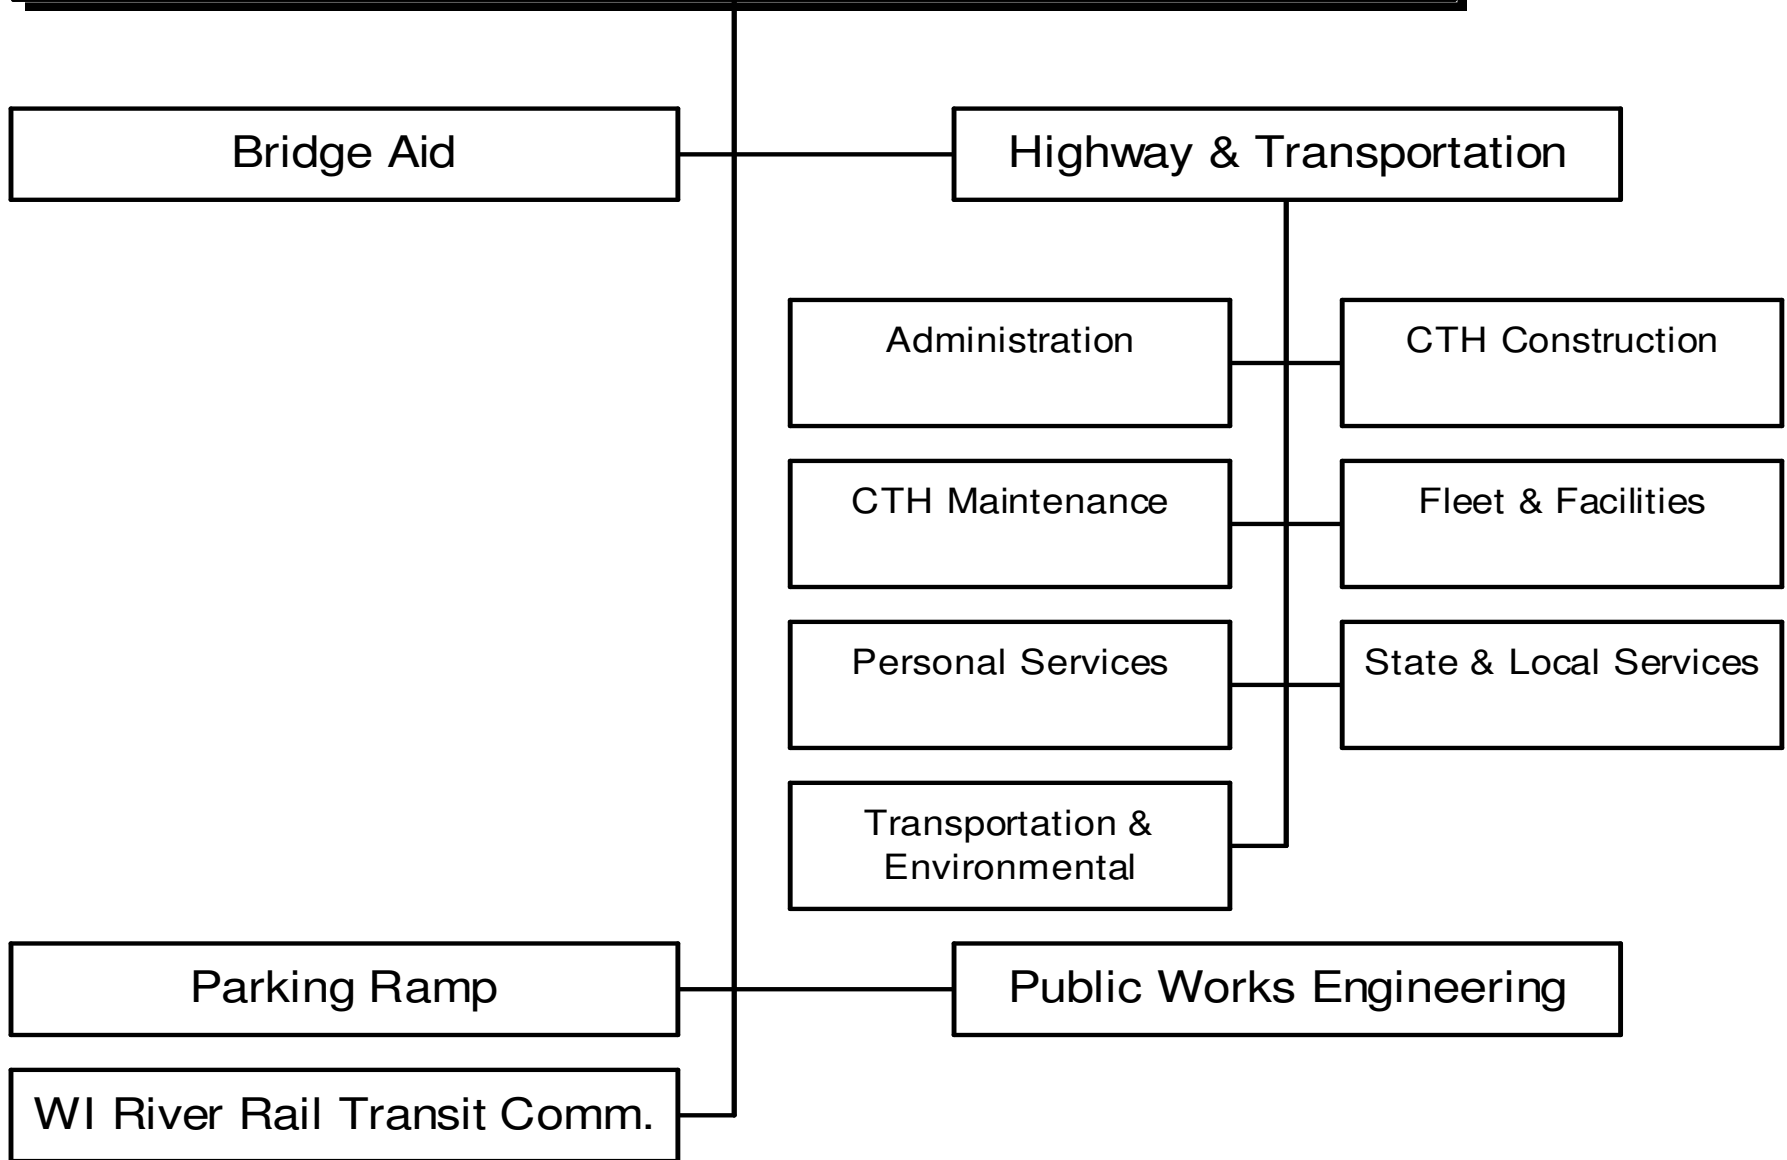 Bridge Aid
Highway & Transportation
Administration
CTH Construction
CTH Maintenance
Fleet & Facilities
Personal Services
State & Local Services
Transportation &
Environmental
Parking Ramp
Public Works Engineering
WI River Rail Transit Comm.